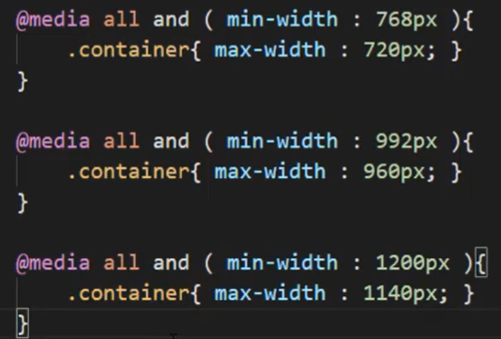 @media all and ( min-width : 768px ){
.container{ max-width : 720px; }
}
@media all and ( min-width : 992px ){
.container{ max-width : 960px; }
}
@media all and ( min-width : 1200px ){
.container{ max-width : 1140px; }
}